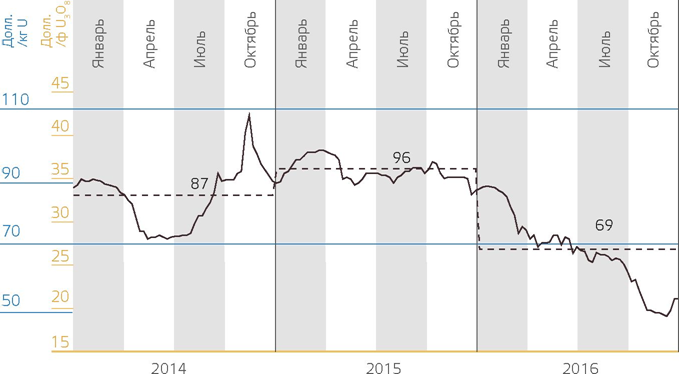 Долл.
/кг U
Долл.
/ф U₃O₈
Январь
Апрель
Июль
Октябрь
Январь
Апрель
Июль
Октябрь
Январь
Апрель
Июль
Октябрь
45
110
40
96
35
90
87
30
69
70
25
20
50
15
2014
2015
2016